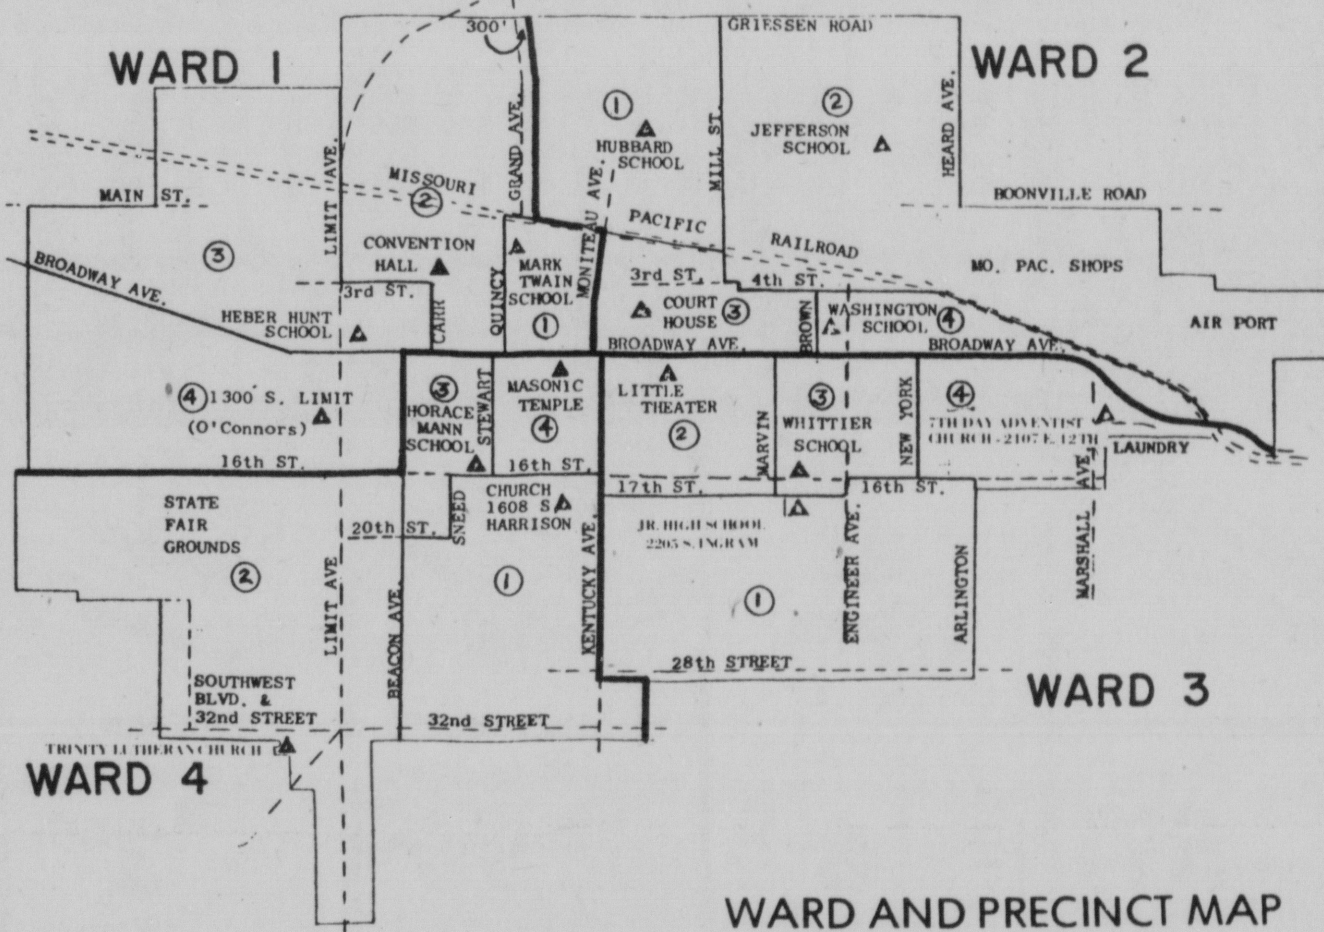 300'
GRIESSEN ROAD
WARD 1
WARD 2
1
2
HUBBARD
SCHOOL
JEFFERSON
SCHOOL
GRAND AVE.
MILL ST.
HEARD AVE.
MAIN ST.
LIMIT AVE.
MISSOURI
2
MONITEAU AVE.
PACIFIC
RAILROAD
BOONVILLE ROAD
MO. PAC. SHOPS
AIR PORT
3
BROADWAY AVE.
CONVENTION
HALL
3rd ST.
CARR
QUINCY
MARK
TWAIN
SCHOOL
1
3rd ST.
4th ST.
COURT
HOUSE
3
BROWN
WASHINGTON
SCHOOL
4
HEBER HUNT
SCHOOL
BROADWAY AVE.
BROADWAY AVE.
4
1300 S. LIMIT
(O'Connors)
16th ST.
3
HORACE
MANN
SCHOOL
STEWART
MASONIC
TEMPLE
4
16th ST.
LITTLE
THEATER
2
MARVIN
3
WHITTIER
SCHOOL
NEW YORK
4
7TH DAY ADVENTIST
CHURCH - 2107 E. 12TH
LAUNDRY
17th ST.
16th ST.
STATE
FAIR
GROUNDS
2
20th ST.
SNEED
CHURCH
1608 S
HARRISON
1
KENTUCKY AVE.
JR. HIGH SCHOOL
2205 S. INGRAM
1
ENGINEER AVE.
ARLINGTON
MARSHALL AVE.
LIMIT AVE
BEACON AVE.
28th STREET
WARD 3
SOUTHWEST
BLVD. &
32nd STREET
32nd STREET
TRINITY LUTHERAN CHURCH
WARD 4
WARD AND PRECINCT MAP